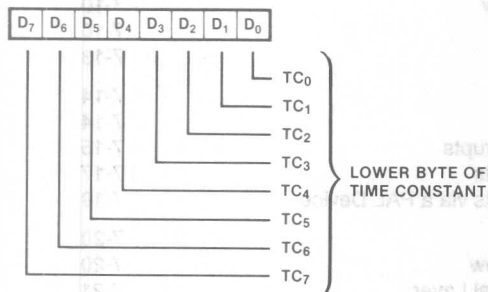 D7 D6 D5 D4 D3 D2 D1 D0
TC0
TC1
TC2
TC3
LOWER BYTE OF
TIME CONSTANT
TC4
TC5
TC6
TC7